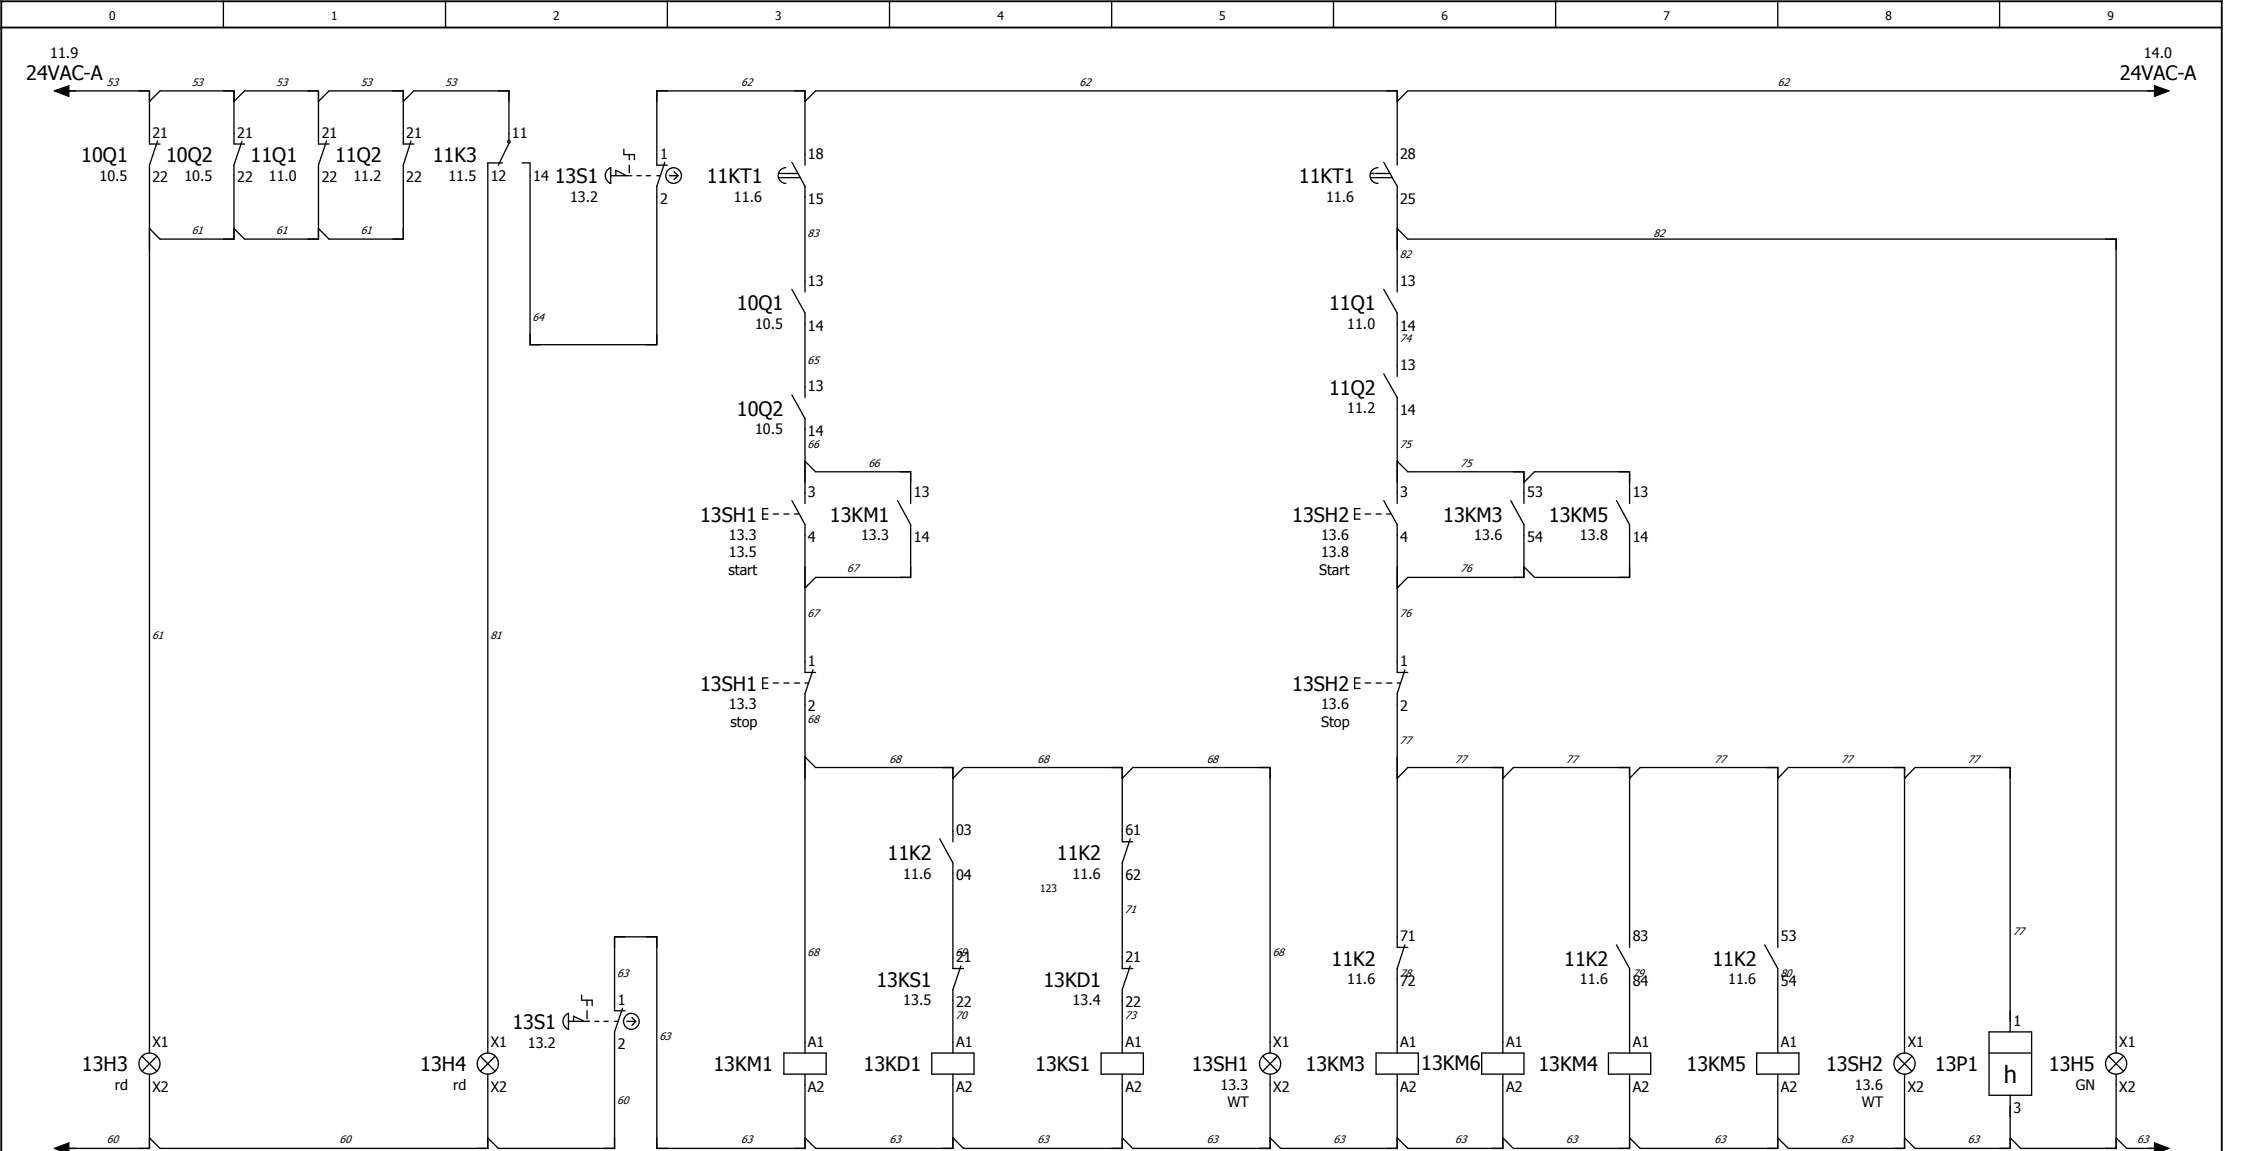 0 1 2 3 4 5 6 7 8 9
11.9 14.0
24VAC-A 24VAC-A
53 53 53 53 53 62 62 62
21 21 21 21 11 1 18 28
10Q1 10Q2 11Q1 11Q2 11K3 13S1 11KT1 11KT1
10.5 10.5 11.0 11.2 11.5 13.2 11.6 11.6
22 22 22 22 12 14 2 15 25
61 61 61 83 82
82
13 13
10Q1 11Q1
10.5 11.0
64 14 14
65 74
13 13
10Q2 11Q2
10.5 11.2
14 14
66 75
66 75
3 13 3 53 13
13SH1 E 13KM1 13SH2 E 13KM3 13KM5
13.3 4 13.3 14 13.6 4 13.6 54 13.8 14
13.5 13.8
start Start
67 76
67 76
61 81
1 1
13SH1 E 13SH2 E
13.3 2 13.6 2
stop 68 Stop
77
68 68 68 77 77 77 77 77
03 61
11K2 11K2
11.6 04 11.6 62
123
71
71 83 53 77
68 69 68
21 21
11K2 11K2 11K2
11.6 78 72 11.6 79 84 11.6 80 54
13KS1 13KD1
13.5 22 13.4 22
70 73
63 1
13S1
13.2 2 63
1
X1 X1 A1 A1 A1 X1 A1 A1 A1 A1 X1 X1
13H3 13H4 13KM1 13KD1 13KS1 13SH1 13KM3 13KM6 13KM4 13KM5 13SH2 13P1 h 13H5
rd X2 rd X2 A2 A2 A2 13.3 X2 A2 A2 A2 A2 13.6 X2 GN X2
WT WT 3
60
60 60 63 63 63 63 63 63 63 63 63 63